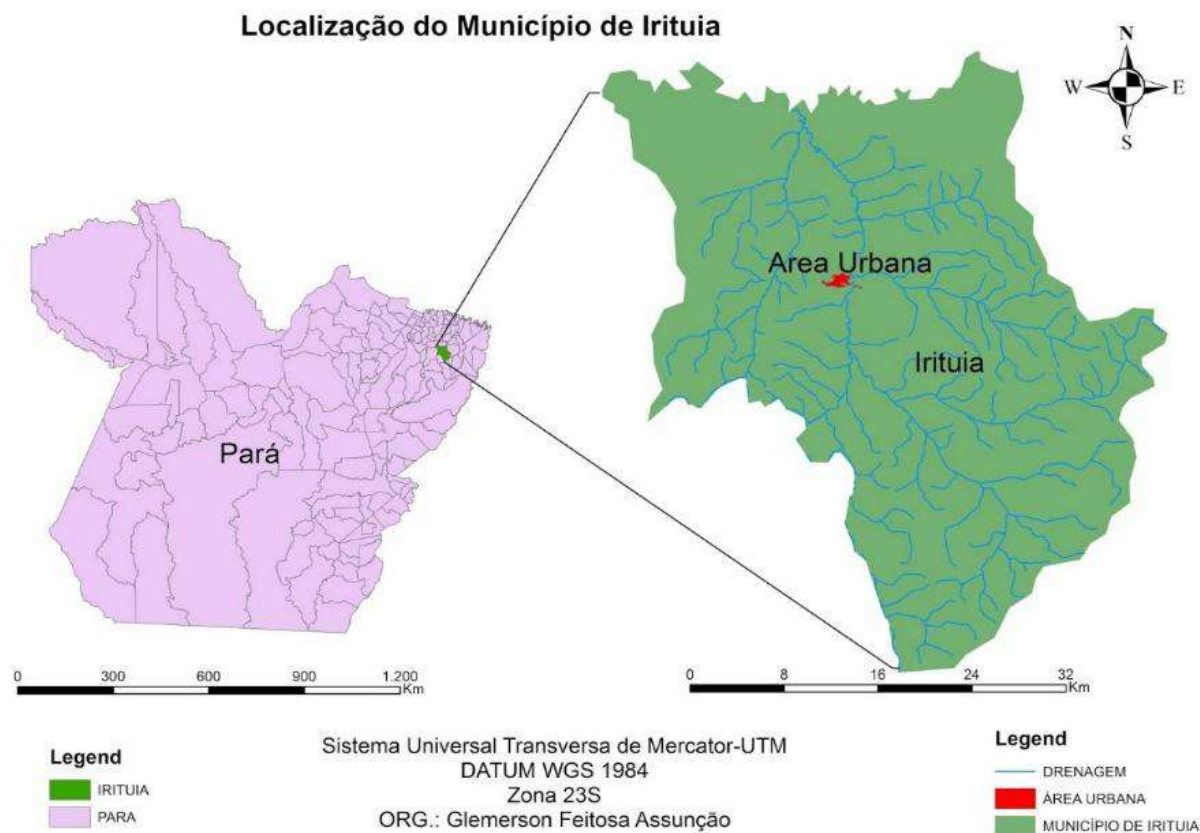 Localização do Município de Irituia
N
W E
S
Area Urbana
Irituia
Pará
0 300 600 900 1.200
Km
0 8 16 24 32
Km
Legend
IRITUIA
PARA
Sistema Universal Transversa de Mercator-UTM
DATUM WGS 1984
Zona 23S
ORG.: Glemerson Feitosa Assunção
Legend
DRENAGEM
ÁREA URBANA
MUNICÍPIO DE IRITUIA